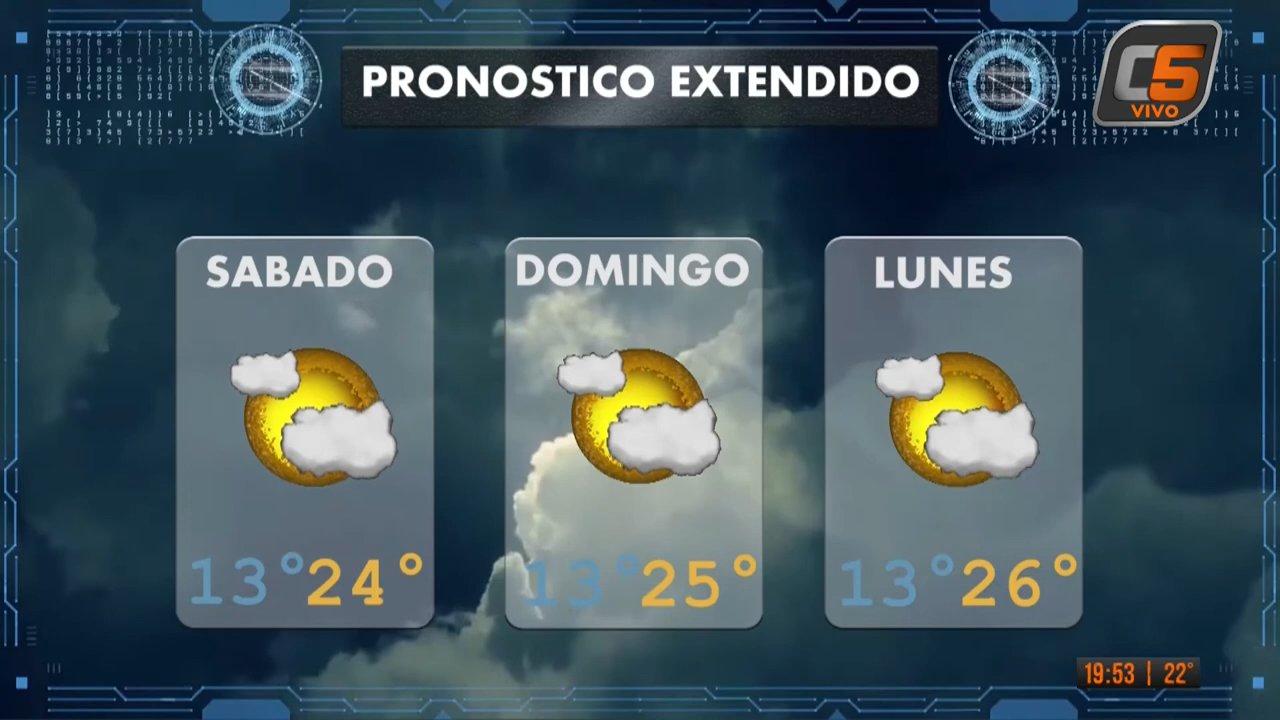 PRONOSTICO EXTENDIDO
C5
VIVO
SABADO
DOMINGO
LUNES
13° 24°
13° 25°
13° 26°
19:53 | 22°